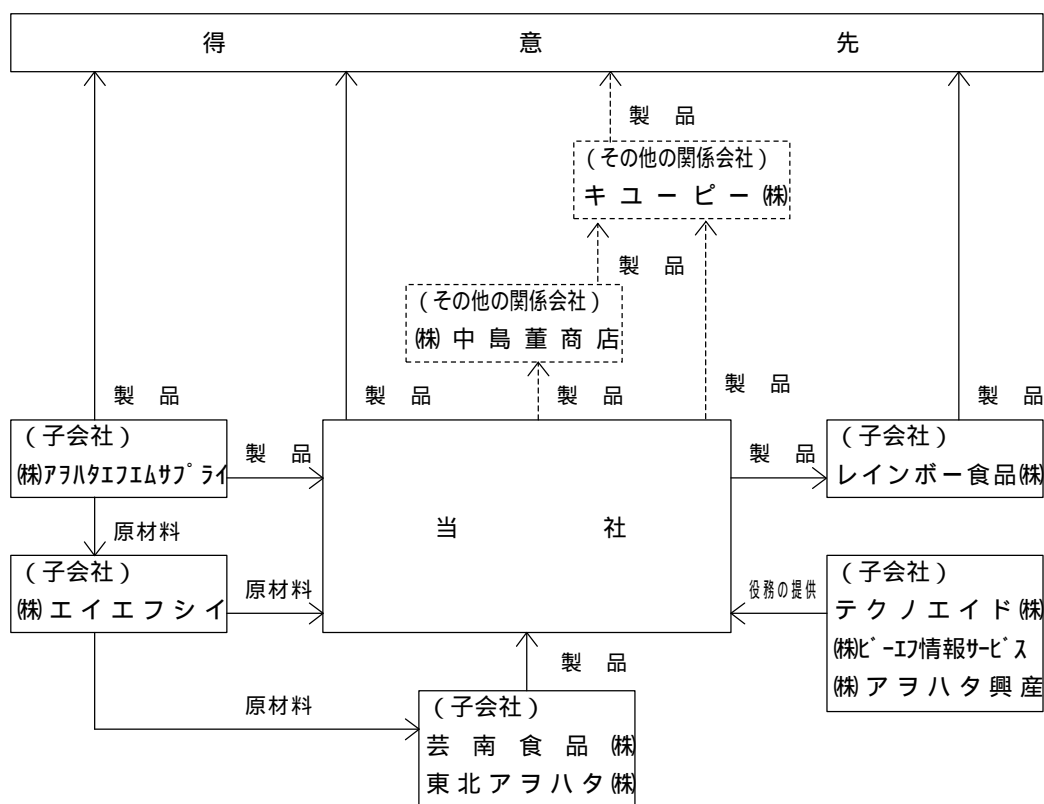 得 意 先
製 品
(その他の関係会社)
キユーピー㈱
製 品
(その他の関係会社)
㈱中島董商店
製 品
製 品
製 品
製 品
製 品
(子会社)
㈱アヲハタエフエムサプライ
製 品
当 社
製 品
(子会社)
レインボー食品㈱
原材料
(子会社)
㈱エイエフシイ
原材料
役務の提供
(子会社)
テクノエイド㈱
㈱ビーエフ情報サービス
㈱アヲハタ興産
製 品
原材料
(子会社)
芸南食品㈱
東北アヲハタ㈱